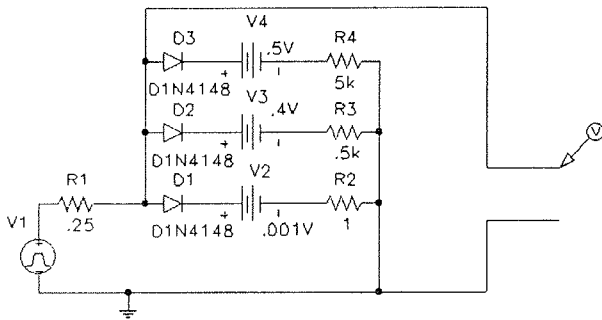 V4
D3
.5V
R4
+
D1N4148
5k
V3
D2
.4V
R3
+
D1N4148
.5k
V2
D1
R2
R1
+
D1N4148
.001V
1
V1
.25
+
V